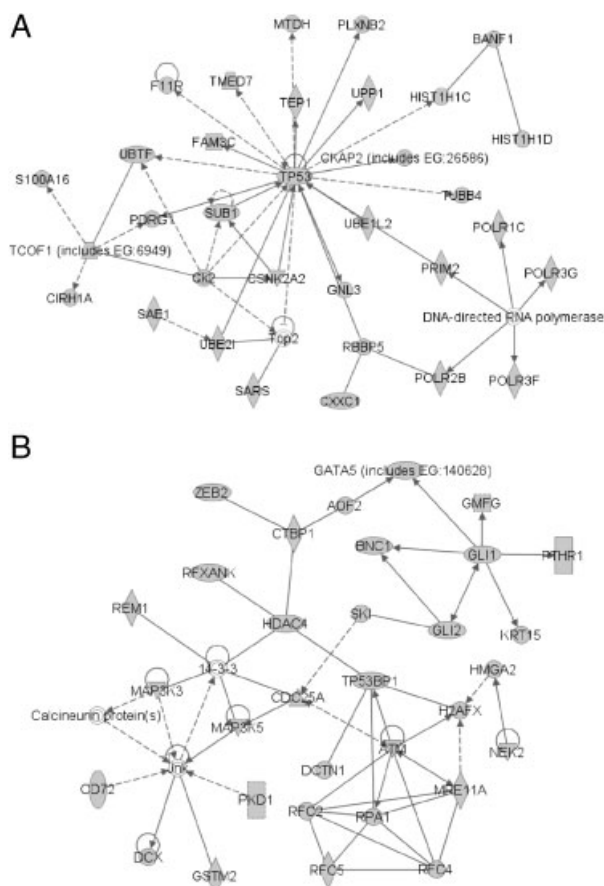 A
MTDH
PLXNB2
BANF1
F11R
TMED7
TEP1
UPP1
HIST1H1C
HIST1H1D
UBTF
FAM3C
CKAP2 (includes EG:26586)
S100A16
TP53
TUBB4
PDRG1
SUB1
UBE1L2
POLR1C
TCOF1 (includes EG:6949)
CK2
CSNK2A2
PRIM2
POLR3G
CIRH1A
GNL3
SAE1
DNA-directed RNA polymerase
UBE2I
Top2
RBBP5
SARS
POLR2B
POLR3F
CXXC1
B
GATA5 (includes EG:140628)
ZEB2
AOF2
GMFG
CTBP1
BNC1
GLI1
PTHR1
RFXANK
REM1
HDAC4
SKI
GLI2
KRT15
14-3-3
TP53BP1
HMGA2
MAP3K3
CDC25A
Calcineurin protein(s)
MAP3K5
H2AFX
ATM
NEK2
Jnk
DCTN1
CD72
PKD1
MRE11A
RFC2
RPA1
DCX
GSTM2
RFC5
RFC4